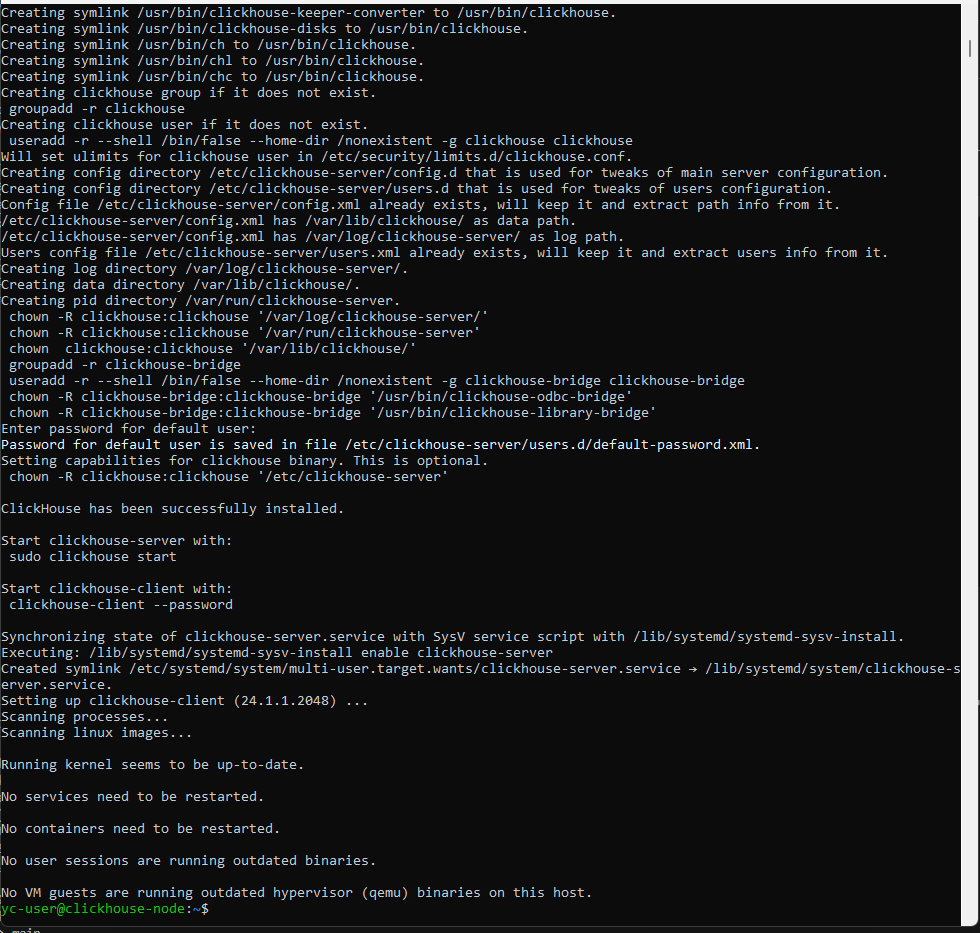 Creating symlink /usr/bin/clickhouse-keeper-converter to /usr/bin/clickhouse.
Creating symlink /usr/bin/clickhouse-disks to /usr/bin/clickhouse.
Creating symlink /usr/bin/ch to /usr/bin/clickhouse.
Creating symlink /usr/bin/chl to /usr/bin/clickhouse.
Creating symlink /usr/bin/chc to /usr/bin/clickhouse.
Creating clickhouse group if it does not exist.
 groupadd -r clickhouse
Creating clickhouse user if it does not exist.
 useradd -r --shell /bin/false --home-dir /nonexistent -g clickhouse clickhouse
Will set ulimits for clickhouse user in /etc/security/limits.d/clickhouse.conf.
Creating config directory /etc/clickhouse-server/config.d that is used for tweaks of main server configuration.
Creating config directory /etc/clickhouse-server/users.d that is used for tweaks of users configuration.
Config file /etc/clickhouse-server/config.xml already exists, will keep it and extract path info from it.
/etc/clickhouse-server/config.xml has /var/lib/clickhouse/ as data path.
/etc/clickhouse-server/config.xml has /var/log/clickhouse-server/ as log path.
Users config file /etc/clickhouse-server/users.xml already exists, will keep it and extract users info from it.
Creating log directory /var/log/clickhouse-server/.
Creating data directory /var/lib/clickhouse/.
Creating pid directory /var/run/clickhouse-server.
 chown -R clickhouse:clickhouse '/var/log/clickhouse-server/'
 chown -R clickhouse:clickhouse '/var/run/clickhouse-server'
 chown  clickhouse:clickhouse '/var/lib/clickhouse/'
 groupadd -r clickhouse-bridge
 useradd -r --shell /bin/false --home-dir /nonexistent -g clickhouse-bridge clickhouse-bridge
 chown -R clickhouse-bridge:clickhouse-bridge '/usr/bin/clickhouse-odbc-bridge'
 chown -R clickhouse-bridge:clickhouse-bridge '/usr/bin/clickhouse-library-bridge'
Enter password for default user:
Password for default user is saved in file /etc/clickhouse-server/users.d/default-password.xml.
Setting capabilities for clickhouse binary. This is optional.
 chown -R clickhouse:clickhouse '/etc/clickhouse-server'
ClickHouse has been successfully installed.
Start clickhouse-server with:
 sudo clickhouse start
Start clickhouse-client with:
 clickhouse-client --password
Synchronizing state of clickhouse-server.service with SysV service script with /lib/systemd/systemd-sysv-install.
Executing: /lib/systemd/systemd-sysv-install enable clickhouse-server
Created symlink /etc/systemd/system/multi-user.target.wants/clickhouse-server.service → /lib/systemd/system/clickhouse-s
erver.service.
Setting up clickhouse-client (24.1.1.2048) ...
Scanning processes...
Scanning linux images...
Running kernel seems to be up-to-date.
No services need to be restarted.
No containers need to be restarted.
No user sessions are running outdated binaries.
No VM guests are running outdated hypervisor (qemu) binaries on this host.
yc-user@clickhouse-node:~$